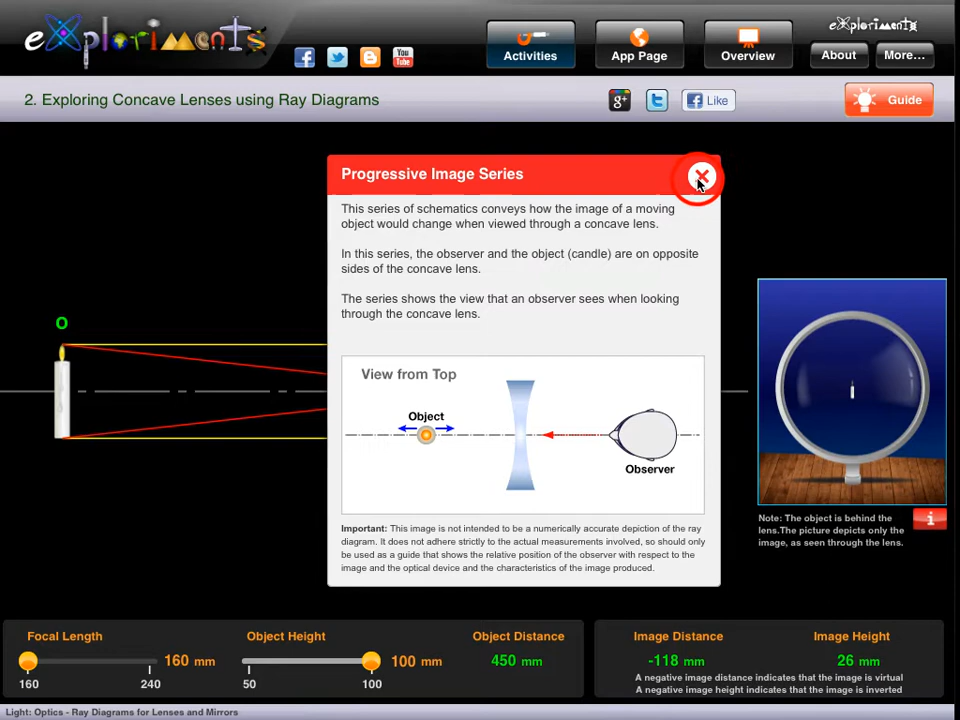 eXploriments
Activities
App Page
Overview
eXploriments
About
More...
2. Exploring Concave Lenses using Ray Diagrams
Like
Guide
Progressive Image Series
This series of schematics conveys how the image of a moving
object would change when viewed through a concave lens.
In this series, the observer and the object (candle) are on opposite
sides of the concave lens.
The series shows the view that an observer sees when looking
through the concave lens.
View from Top
Object
Observer
Important: This image is not intended to be a numerically accurate depiction of the ray
diagram. It does not adhere strictly to the actual measurements involved, so should only
be used as a guide that shows the relative position of the observer with respect to the
image and the optical device and the characteristics of the image produced.
O
Note: The object is behind the
lens.The picture depicts only the
image, as seen through the lens.
i
Focal Length
160 mm
160 240
Object Height
100 mm
50 100
Object Distance
450 mm
Image Distance
-118 mm
Image Height
26 mm
A negative image distance indicates that the image is virtual
A negative image height indicates that the image is inverted
Light: Optics - Ray Diagrams for Lenses and Mirrors